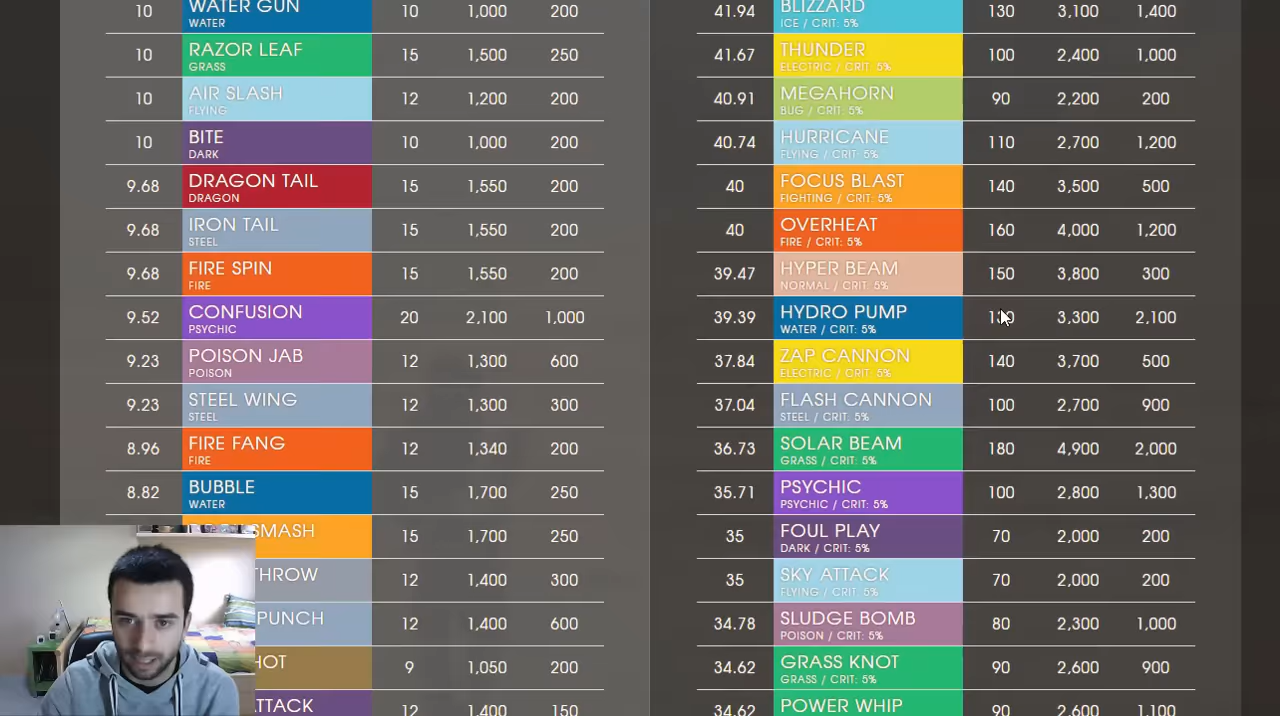 10 WATER GUN 10 1,000 200
WATER
10 RAZOR LEAF 15 1,500 250
GRASS
10 AIR SLASH 12 1,200 200
FLYING
10 BITE 10 1,000 200
DARK
9.68 DRAGON TAIL 15 1,550 200
DRAGON
9.68 IRON TAIL 15 1,550 200
STEEL
9.68 FIRE SPIN 15 1,550 200
FIRE
9.52 CONFUSION 20 2,100 1,000
PSYCHIC
9.23 POISON JAB 12 1,300 600
POISON
9.23 STEEL WING 12 1,300 300
STEEL
8.96 FIRE FANG 12 1,340 200
FIRE
8.82 BUBBLE 15 1,700 250
WATER
SMASH 15 1,700 250
THROW 12 1,400 300
PUNCH 12 1,400 600
HOT 9 1,050 200
TTACK 12 1,400 150
41.94 BLIZZARD 130 3,100 1,400
ICE / CRIT: 5%
41.67 THUNDER 100 2,400 1,000
ELECTRIC / CRIT: 5%
40.91 MEGAHORN 90 2,200 200
BUG / CRIT: 5%
40.74 HURRICANE 110 2,700 1,200
FLYING / CRIT: 5%
40 FOCUS BLAST 140 3,500 500
FIGHTING / CRIT: 5%
40 OVERHEAT 160 4,000 1,200
FIRE / CRIT: 5%
39.47 HYPER BEAM 150 3,800 300
NORMAL / CRIT: 5%
39.39 HYDRO PUMP 130 3,300 2,100
WATER / CRIT: 5%
37.84 ZAP CANNON 140 3,700 500
ELECTRIC / CRIT: 5%
37.04 FLASH CANNON 100 2,700 900
STEEL / CRIT: 5%
36.73 SOLAR BEAM 180 4,900 2,000
GRASS / CRIT: 5%
35.71 PSYCHIC 100 2,800 1,300
PSYCHIC / CRIT: 5%
35 FOUL PLAY 70 2,000 200
DARK / CRIT: 5%
35 SKY ATTACK 70 2,000 200
FLYING / CRIT: 5%
34.78 SLUDGE BOMB 80 2,300 1,000
POISON / CRIT: 5%
34.62 GRASS KNOT 90 2,600 900
GRASS / CRIT: 5%
34.62 POWER WHIP 90 2,600 1,100